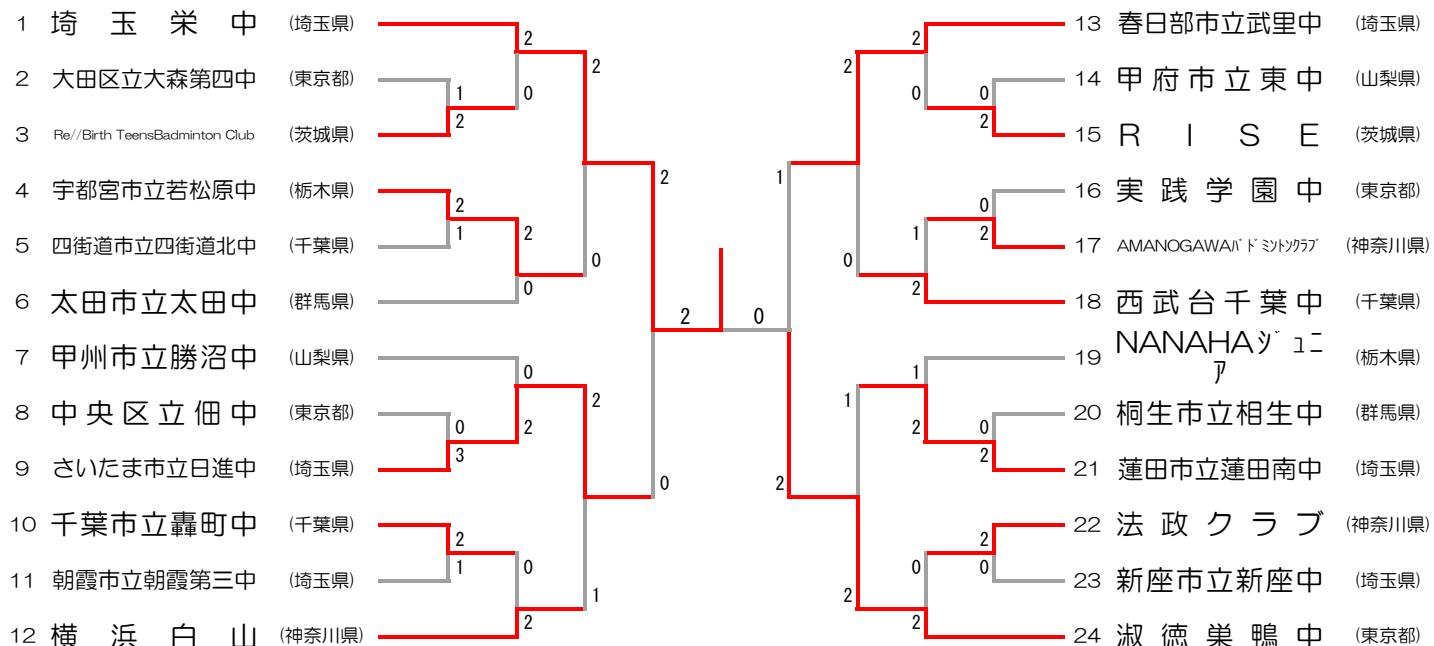 1 埼玉栄中 (埼玉県)
2 大田区立大森第四中 (東京都)
3 Re//Birth TeensBadminton Club (茨城県)
4 宇都宮市立若松原中 (栃木県)
5 四街道市立四街道北中 (千葉県)
6 太田市立太田中 (群馬県)
7 甲州市立勝沼中 (山梨県)
8 中央区立佃中 (東京都)
9 さいたま市立日進中 (埼玉県)
10 千葉市立轟町中 (千葉県)
11 朝霞市立朝霞第三中 (埼玉県)
12 横浜白山 (神奈川県)
2
1
2
0
2
2
1
2
0
0
2
0
3
0
2
2
2
1
0
2
1
0
2
0
1
2
2
0
2
0
0
2
0
2
1
2
1
0
2
2
0
2
0
0
2
2
13 春日部市立武里中 (埼玉県)
14 甲府市立東中 (山梨県)
15 RISE (茨城県)
16 実践学園中 (東京都)
17 AMANOGAWAﾊﾞﾄﾞﾐﾝﾄﾝｸﾗﾌﾞ (神奈川県)
18 西武台千葉中 (千葉県)
19 NANAHAｼﾞｭﾆ
ｱ (栃木県)
20 桐生市立相生中 (群馬県)
21 蓮田市立蓮田南中 (埼玉県)
22 法政クラブ (神奈川県)
23 新座市立新座中 (埼玉県)
24 淑徳巣鴨中 (東京都)